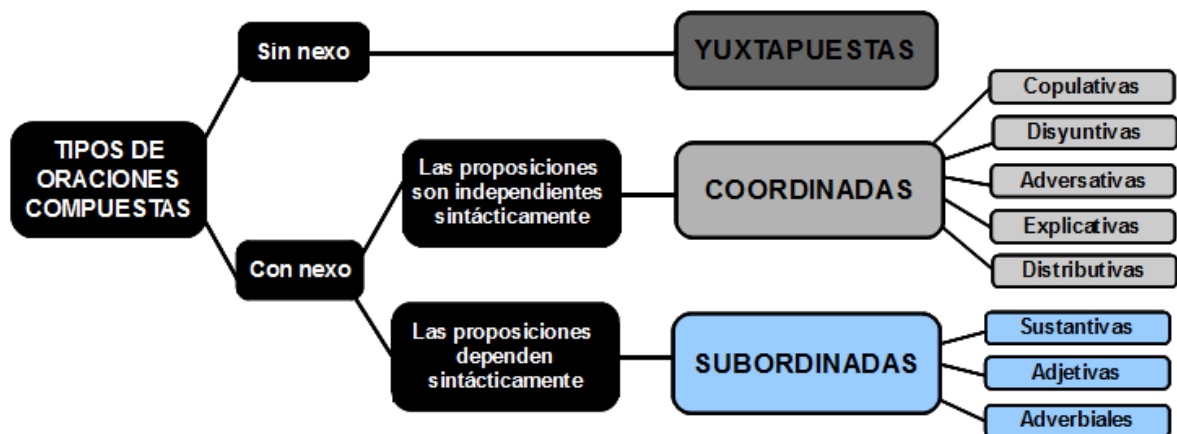 Sin nexo
YUXTAPUESTAS
TIPOS DE
ORACIONES
COMPUESTAS
Con nexo
Las proposiciones
son independientes
sintácticamente
COORDINADAS
Copulativas
Disyuntivas
Adversativas
Explicativas
Distributivas
Las proposiciones
dependen
sintácticamente
SUBORDINADAS
Sustantivas
Adjetivas
Adverbiales